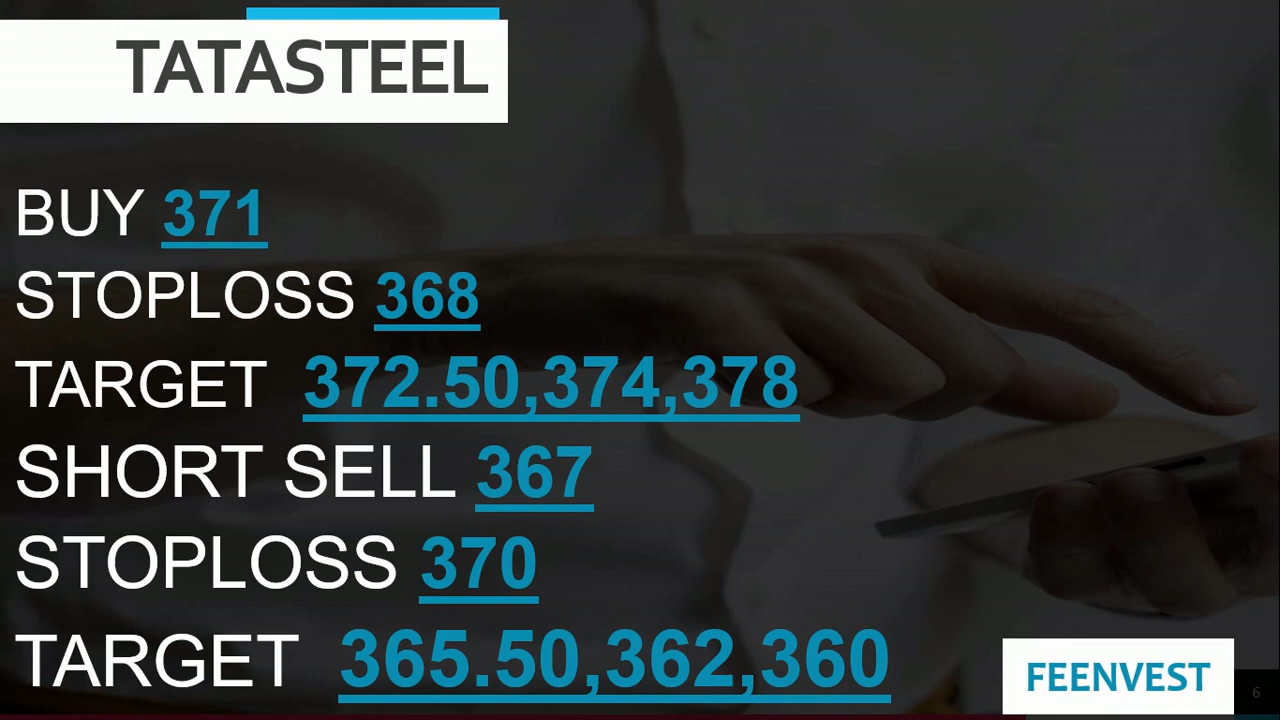 TATASTEEL
BUY 371
STOPLOSS 368
TARGET 372.50,374,378
SHORT SELL 367
STOPLOSS 370
TARGET 365.50,362,360
FEENVEST
6